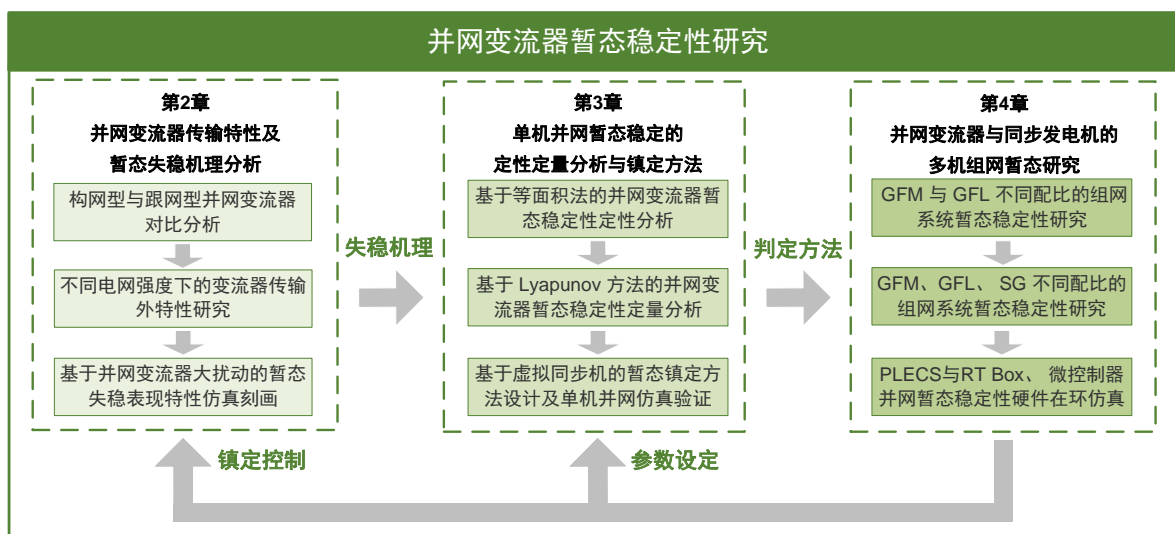 并网变流器暂态稳定性研究
第2章
并网变流器传输特性及
暂态失稳机理分析
构网型与跟网型并网变流器
对比分析
不同电网强度下的变流器传输
外特性研究
基于并网变流器大扰动的暂态
失稳表现特性仿真刻画
失稳机理
第3章
单机并网暂态稳定的
定性定量分析与镇定方法
基于等面积法的并网变流器暂
态稳定性定性分析
基于 Lyapunov 方法的并网变
流器暂态稳定性定量分析
基于虚拟同步机的暂态镇定方
法设计及单机并网仿真验证
判定方法
第4章
并网变流器与同步发电机的
多机组网暂态研究
GFM 与 GFL 不同配比的组网
系统暂态稳定性研究
GFM、GFL、 SG 不同配比的
组网系统暂态稳定性研究
PLECS与RT Box、 微控制器
并网暂态稳定性硬件在环仿真
镇定控制
参数设定